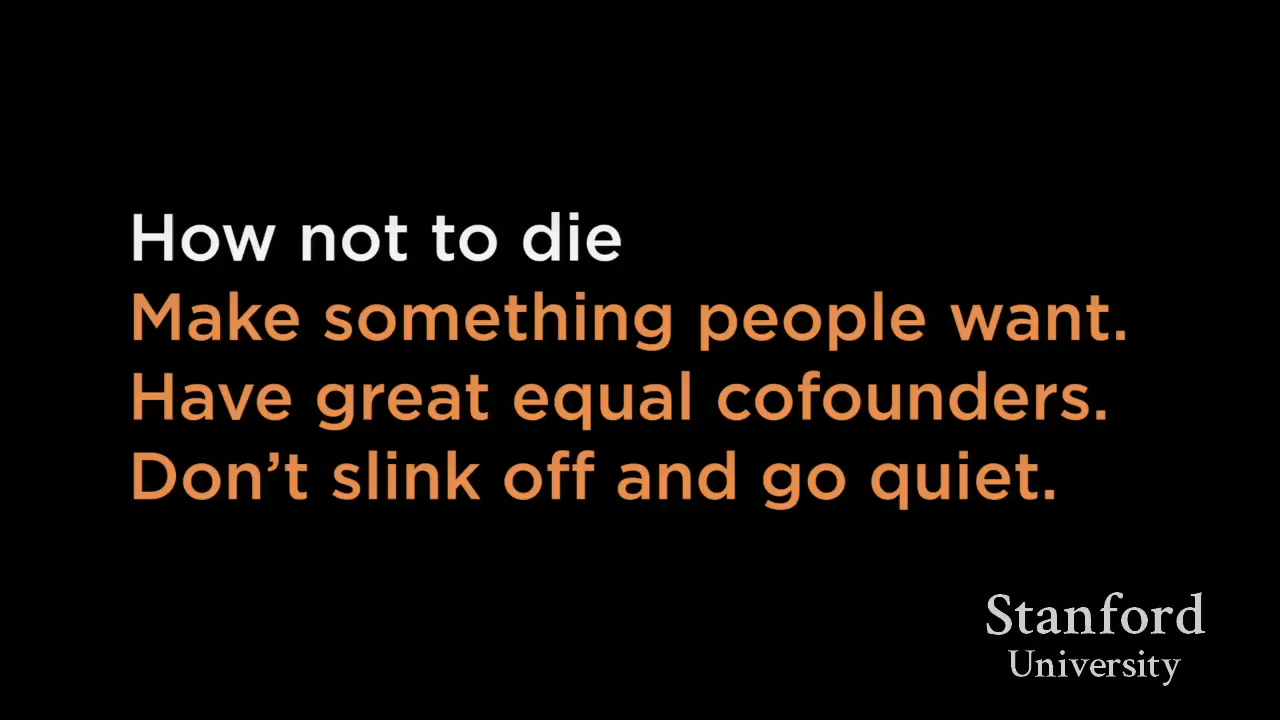 How not to die
Make something people want.
Have great equal cofounders.
Don’t slink off and go quiet.
Stanford
University